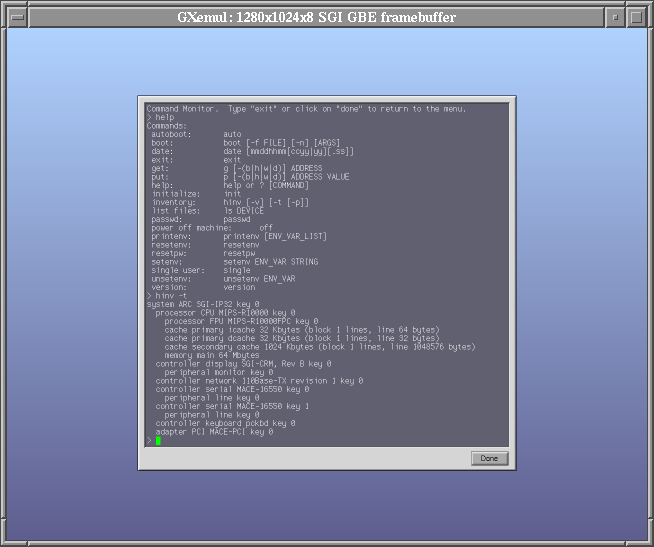 GXemul: 1280x1024x8 SGI GBE framebuffer
Command Monitor.  Type "exit" or click on "done" to return to the menu.
> help
Commands:
 autoboot:       auto
 boot:           boot [-f FILE] [-n] [ARGS]
 date:           date [mmddhhmm[ccyy|yy][.ss]]
 exit:           exit
 get:            g [-(b|h|w|d)] ADDRESS
 put:            p [-(b|h|w|d)] ADDRESS VALUE
 help:           help or ? [COMMAND]
 initialize:     init
 inventory:      hinv [-v] [-t [-p]]
 list files:     ls DEVICE
 passwd:         passwd
 power off machine:      off
 printenv:       printenv [ENV_VAR_LIST]
 resetenv:       resetenv
 resetpw:        resetpw
 setenv:         setenv ENV_VAR STRING
 single user:    single
 unsetenv:       unsetenv ENV_VAR
 version:        version
> hinv -t
system ARC SGI-IP32 key 0
  processor CPU MIPS-R10000 key 0
    processor FPU MIPS-R10000FPC key 0
    cache primary icache 32 Kbytes (block 1 lines, line 64 bytes)
    cache primary dcache 32 Kbytes (block 1 lines, line 32 bytes)
    cache secondary cache 1024 Kbytes (block 1 lines, line 1048576 bytes)
    memory main 64 Mbytes
  controller display SGI-CRM, Rev B key 0
    peripheral monitor key 0
  controller network 110Base-TX revision 1 key 0
  controller serial MACE-16550 key 0
    peripheral line key 0
  controller serial MACE-16550 key 1
    peripheral line key 0
  controller keyboard pckbd key 0
  adapter PCI MACE-PCI key 0
>
Done